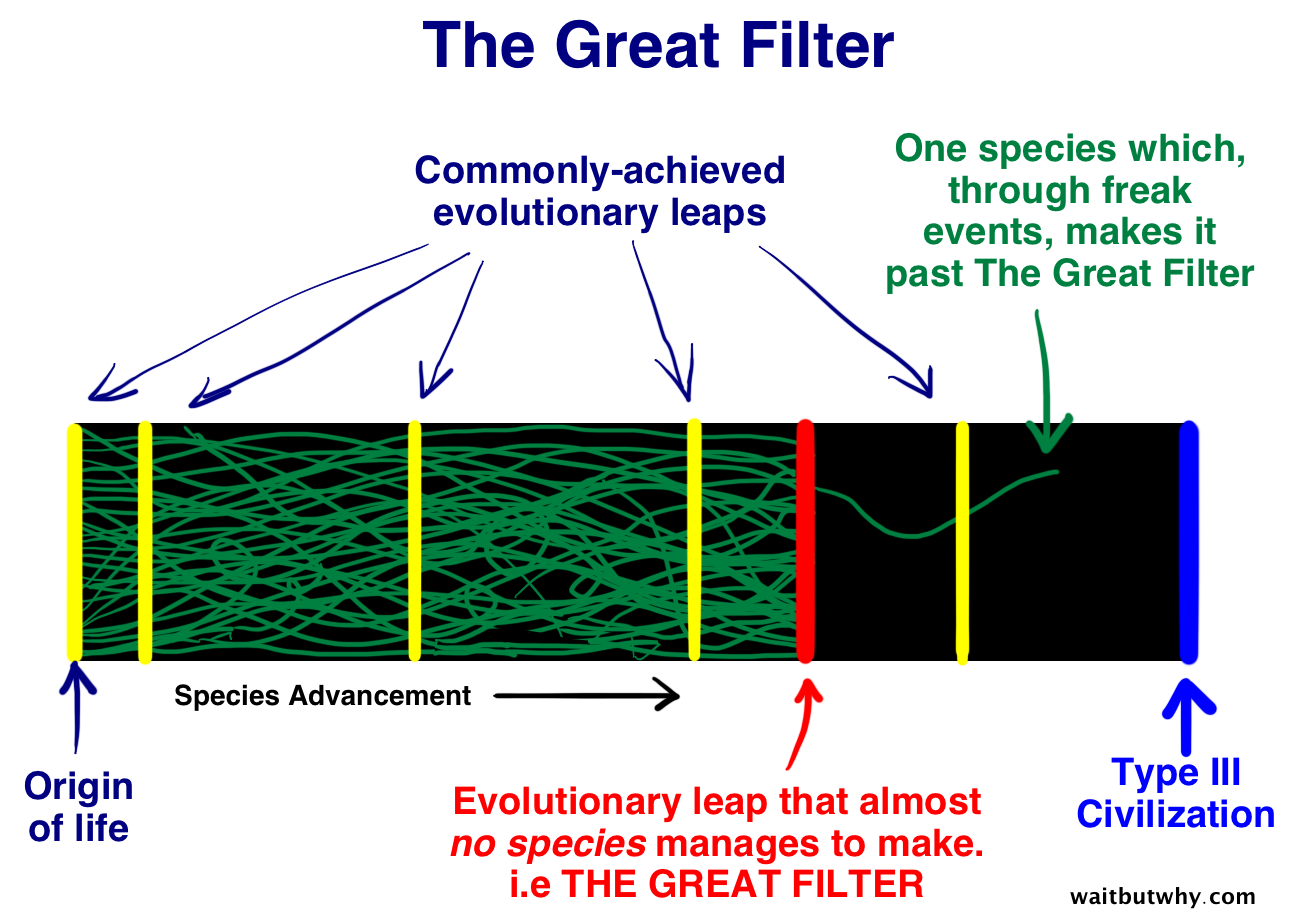 The Great Filter
Commonly-achieved
evolutionary leaps
One species which,
through freak
events, makes it
past The Great Filter
Species Advancement
Origin
of life
Evolutionary leap that almost
no species manages to make.
i.e THE GREAT FILTER
Type III
Civilization
waitbutwhy.com